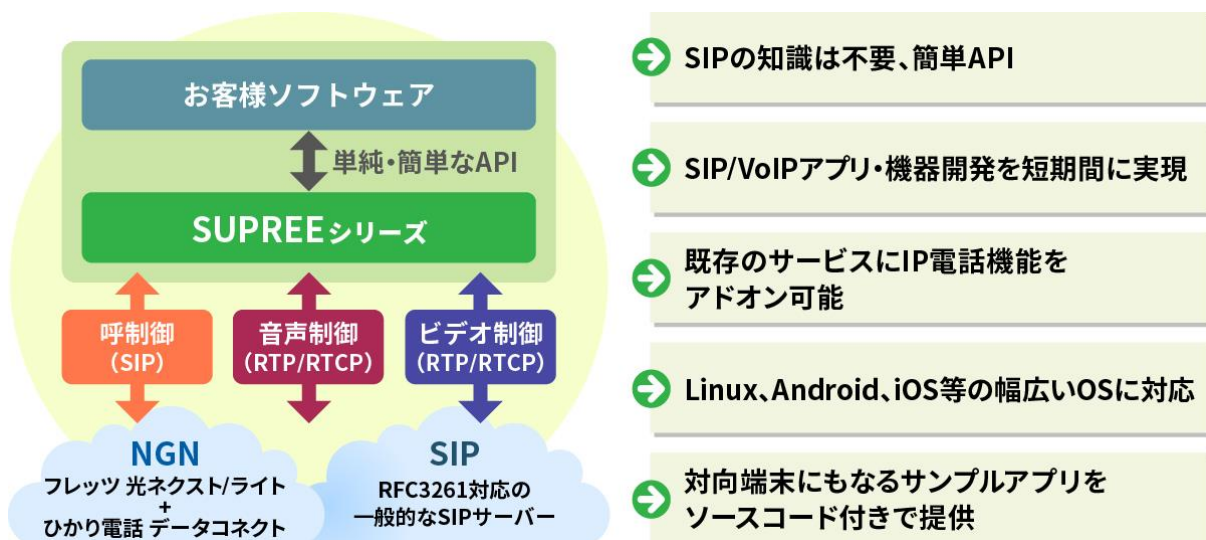 お客様ソフトウェア
単純・簡単なAPI
SUPREEシリーズ
呼制御
(SIP)
音声制御
(RTP/RTCP)
ビデオ制御
(RTP/RTCP)
NGN
フレッツ 光ネクスト/ライト
+
ひかり電話 データコネクト
SIP
RFC3261対応の
一般的なSIPサーバー
SIPの知識は不要、簡単API
SIP/VoIPアプリ・機器開発を短期間に実現
既存のサービスにIP電話機能を
アドオン可能
Linux、Android、iOS等の幅広いOSに対応
対向端末にもなるサンプルアプリを
ソースコード付きで提供